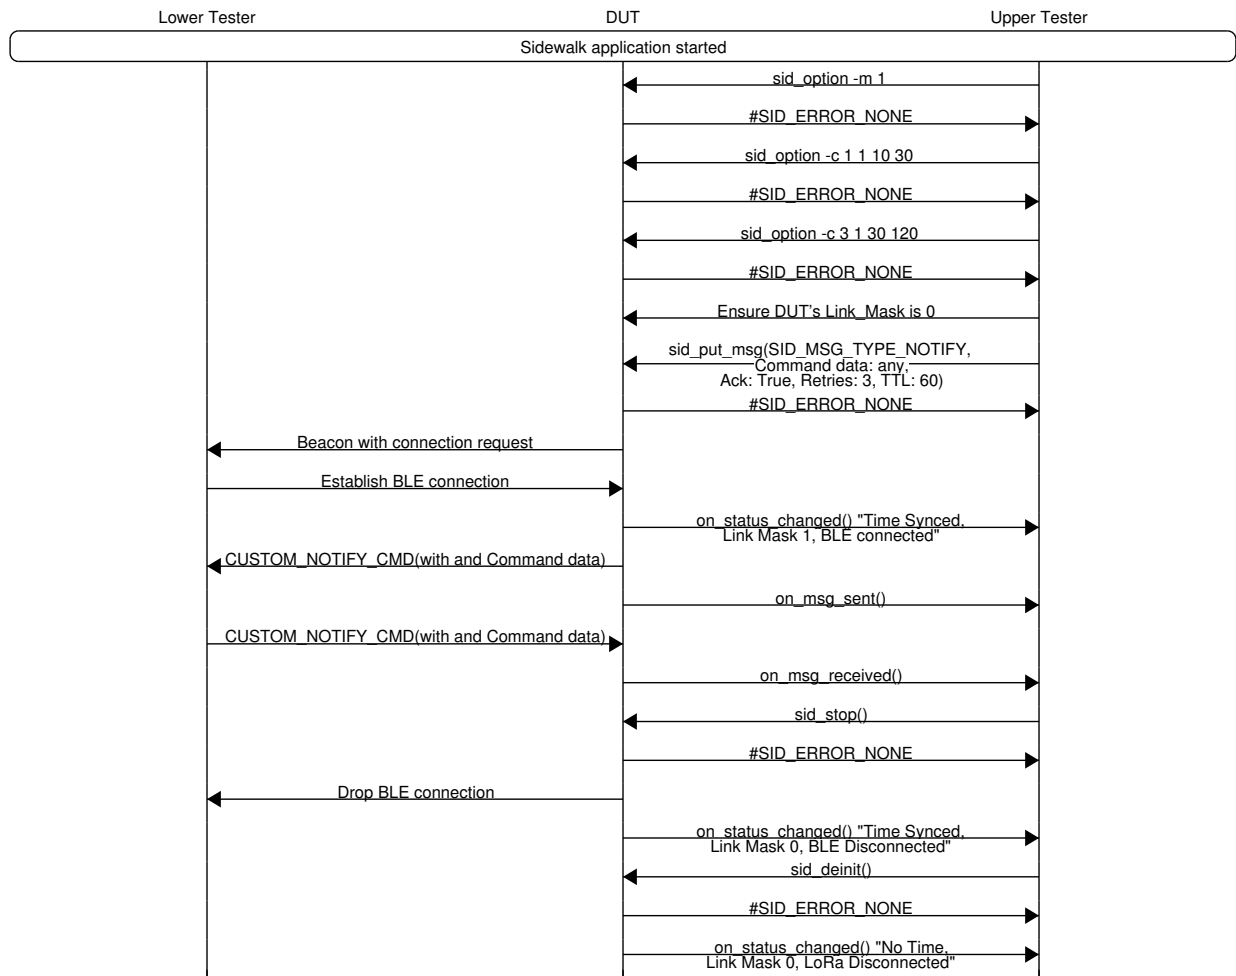 Lower Tester DUT Upper Tester
Sidewalk application started
sid_option -m 1
#SID_ERROR_NONE
sid_option -c 1 1 10 30
#SID_ERROR_NONE
sid_option -c 3 1 30 120
#SID_ERROR_NONE
Ensure DUT's Link_Mask is 0
sid_put_msg(SID_MSG_TYPE_NOTIFY,
Command data: any,
Ack: True, Retries: 3, TTL: 60)
#SID_ERROR_NONE
Beacon with connection request
Establish BLE connection
on_status_changed() "Time Synced,
Link Mask 1, BLE connected"
CUSTOM_NOTIFY_CMD(with and Command data)
on_msg_sent()
CUSTOM_NOTIFY_CMD(with and Command data)
on_msg_received()
sid_stop()
#SID_ERROR_NONE
Drop BLE connection
on_status_changed() "Time Synced,
Link Mask 0, BLE Disconnected"
sid_deinit()
#SID_ERROR_NONE
on_status_changed() "No Time,
Link Mask 0, LoRa Disconnected"